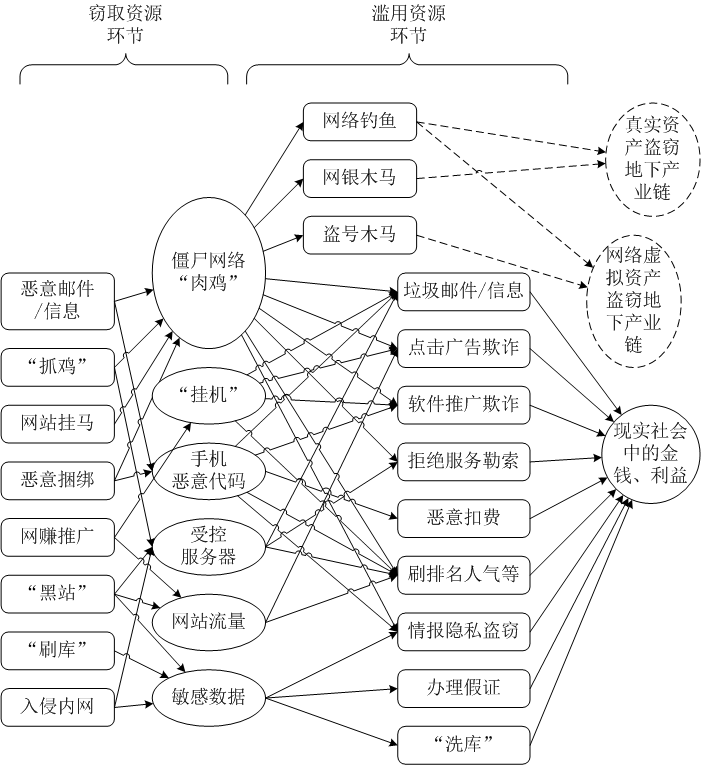 窃取资源
环节
滥用资源
环节
网络钓鱼
网银木马
盗号木马
真实资
产盗窃
地下产
业链
网络虚
拟资产
盗窃地
下产业
链
僵尸网络
“肉鸡”
恶意邮件
/信息
“抓鸡”
网站挂马
恶意捆绑
网赚推广
“黑站”
“刷库”
入侵内网
“挂机”
手机
恶意代码
受控
服务器
网站流量
敏感数据
垃圾邮件/信息
点击广告欺诈
软件推广欺诈
拒绝服务勒索
恶意扣费
刷排名人气等
情报隐私盗窃
办理假证
“洗库”
现实社会
中的金
钱、利益